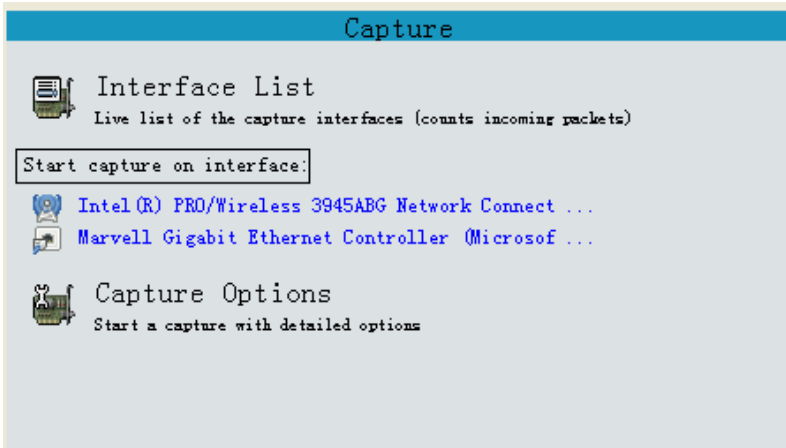 Capture
Interface List
Live list of the capture interfaces (counts incoming packets)
Start capture on interface:
Intel(R) PRO/Wireless 3945ABG Network Connect ...
Marvell Gigabit Ethernet Controller (Microsof ...
Capture Options
Start a capture with detailed options